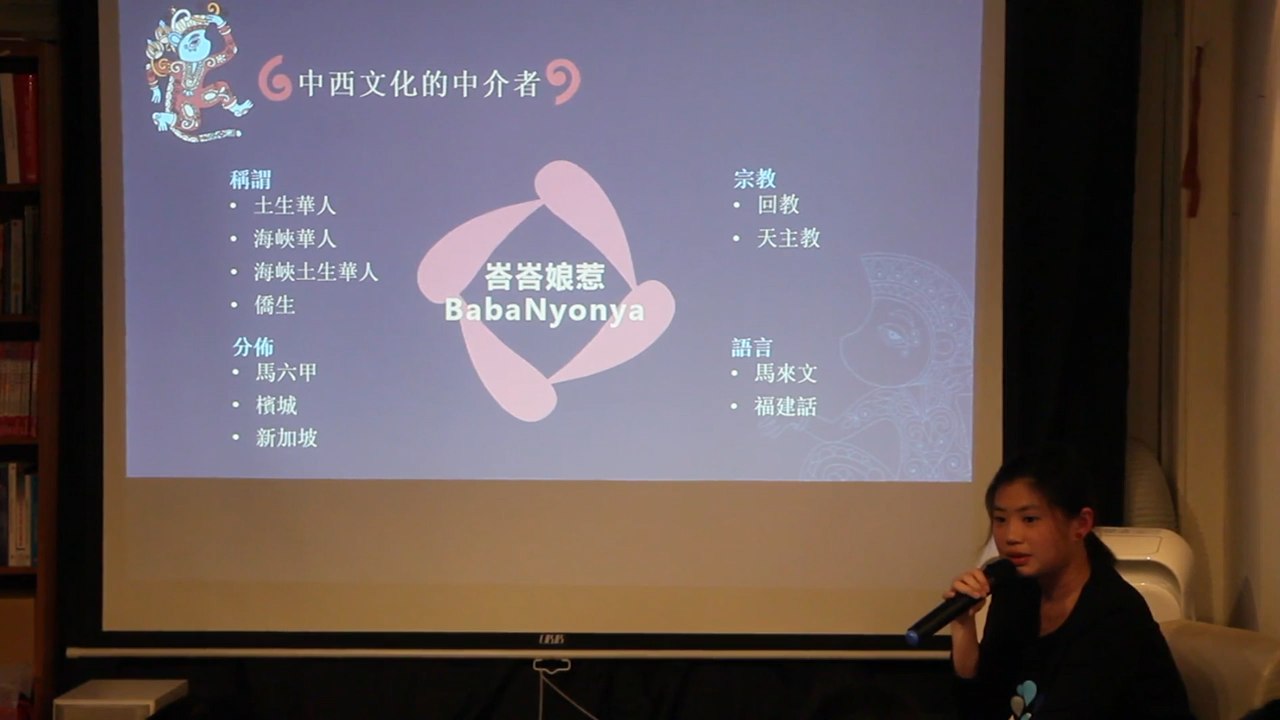 中西文化的中介者
稱謂
• 土生華人
• 海峽華人
• 海峽土生華人
• 僑生
分佈
• 馬六甲
• 檳城
• 新加坡
峇峇娘惹
BabaNyonya
宗教
• 回教
• 天主教
語言
• 馬來文
• 福建話